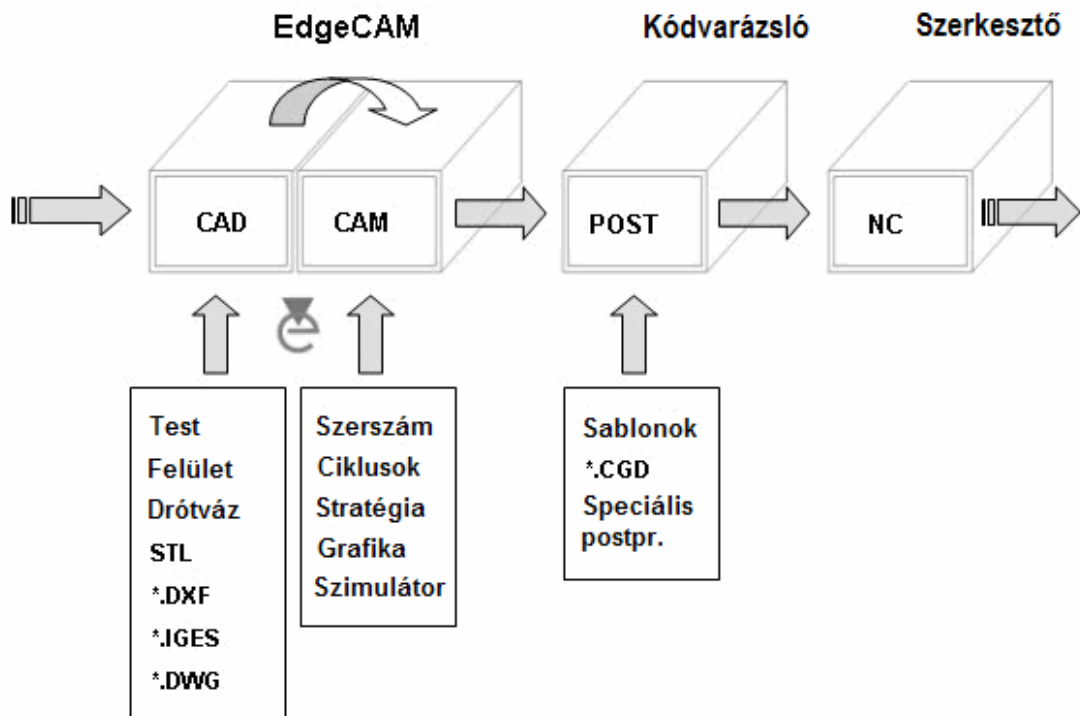 EdgeCAM Kódvarázsló Szerkesztő
CAD CAM POST NC
Test
Felület
Drótváz
STL
*.DXF
*.IGES
*.DWG
Szerszám
Ciklusok
Stratégia
Grafika
Szimulátor
Sablonok
*.CGD
Speciális
postpr.